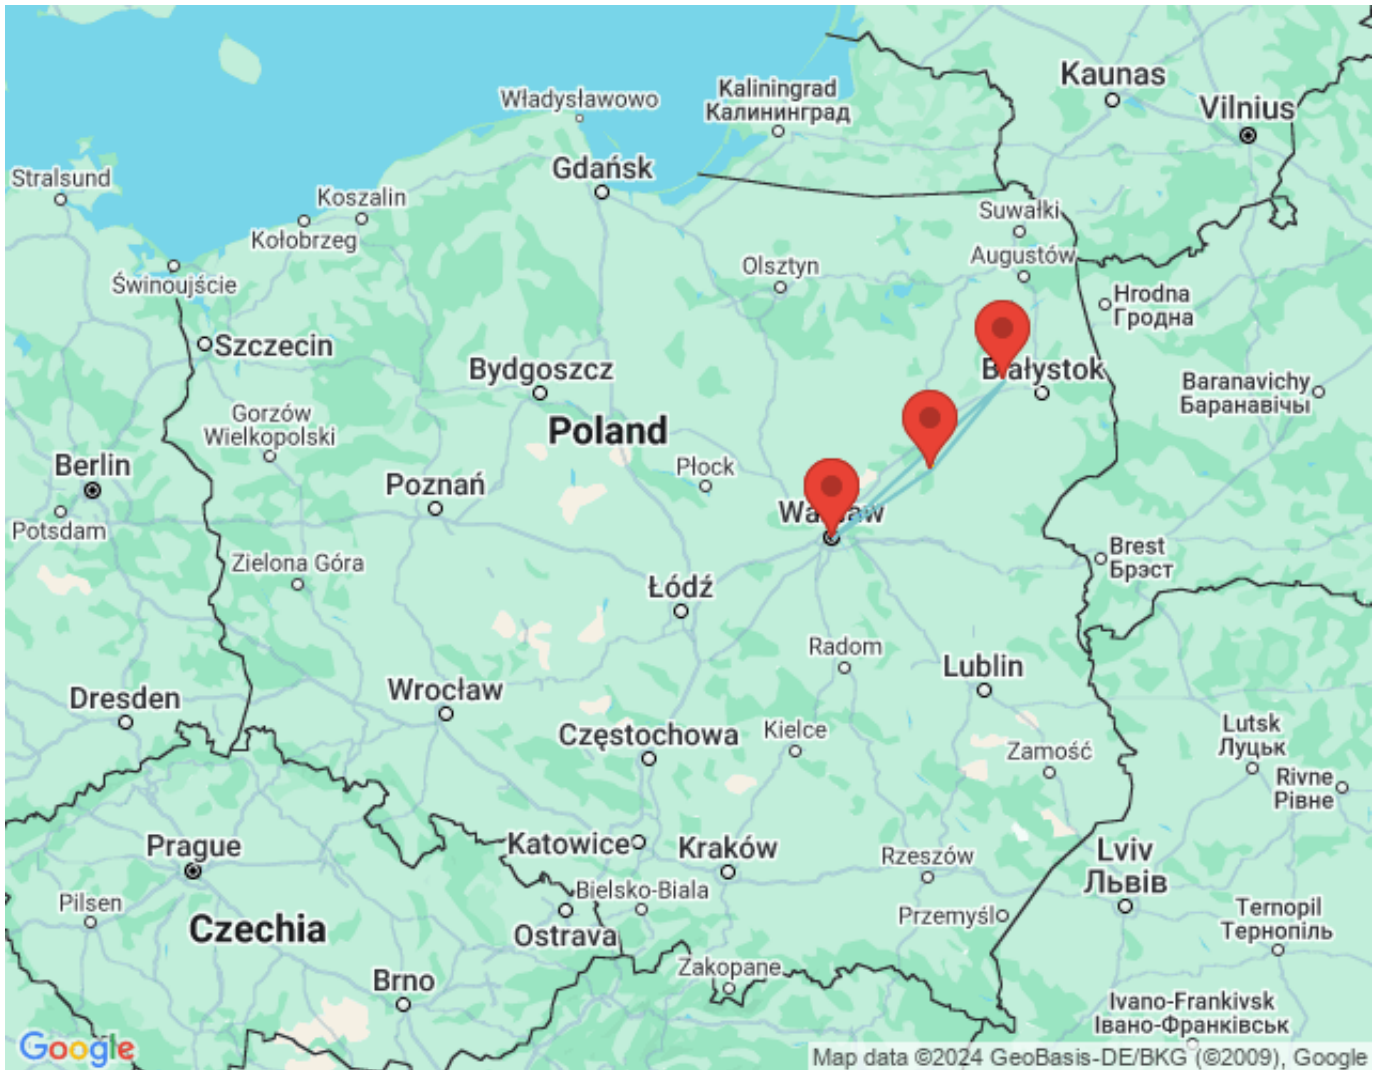 Kaunas
Kaliningrad
Калининград
Władysławowo
Vilnius
Gdańsk
Stralsund
Koszalin
Suwałki
Kołobrzeg
Augustów
Olsztyn
Świnoujście
Hrodna
Гродна
Szczecin
Bydgoszcz
Białystok
Baranavichy
Баранавічы
Gorzów
Wielkopolski
Poland
Berlin
Płock
Poznań
Warsaw
Potsdam
Brest
Брэст
Zielona Góra
Łódź
Radom
Lublin
Dresden
Wrocław
Częstochowa
Kielce
Lutsk
Луцьк
Zamość
Rivne
Рівне
Prague
Katowice
Kraków
Rzeszów
Lviv
Львів
Pilsen
Bielsko-Biala
Przemyśl
Ternopil
Тернопіль
Czechia
Ostrava
Zakopane
Brno
Ivano-Frankivsk
Івано-Франківськ
Google
Map data ©2024 GeoBasis-DE/BKG (©2009), Google